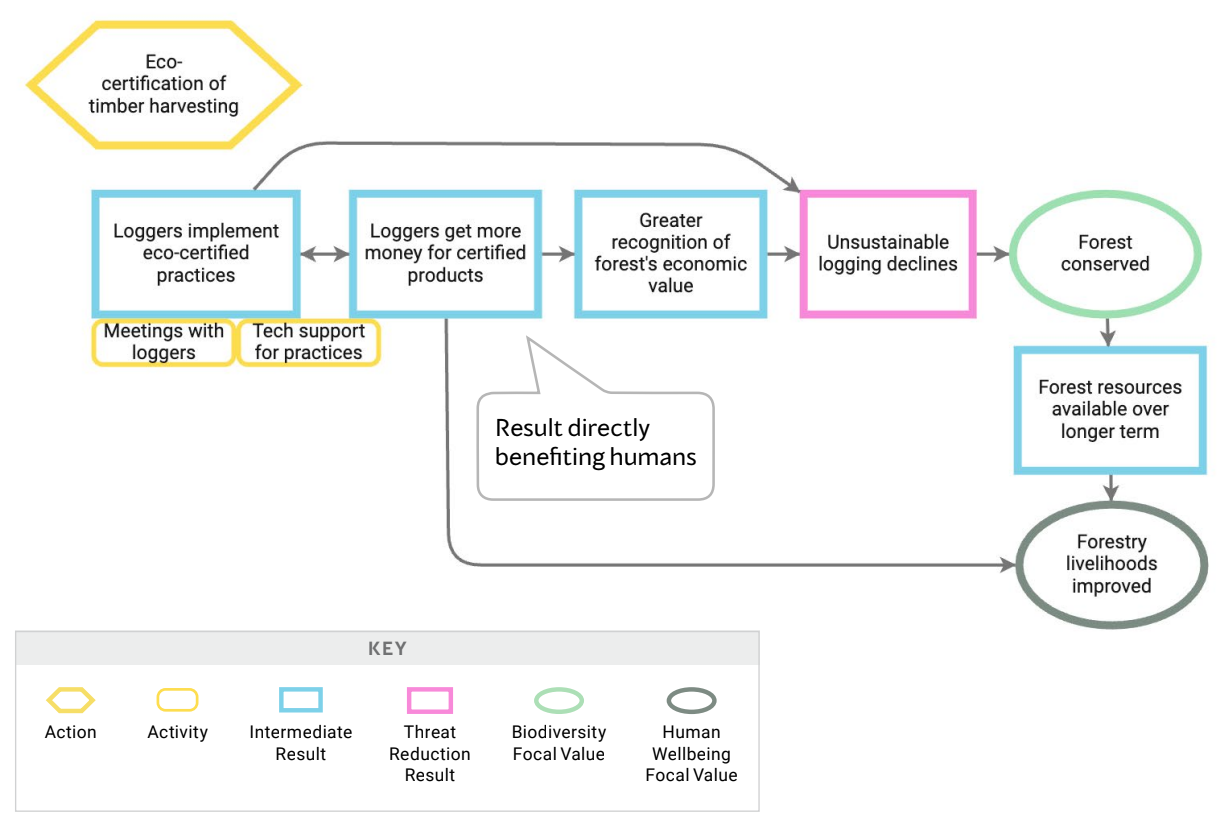 Eco-
certification of
timber harvesting
Loggers implement
eco-certified
practices
Loggers get more
money for certified
products
Greater
recognition of
forest's economic
value
Unsustainable
logging declines
Forest
conserved
Meetings with
loggers
Tech support
for practices
Result directly
benefiting humans
Forest resources
available over
longer term
Forestry
livelihoods
improved
KEY
Action
Activity
Intermediate
Result
Threat
Reduction
Result
Biodiversity
Focal Value
Human
Wellbeing
Focal Value